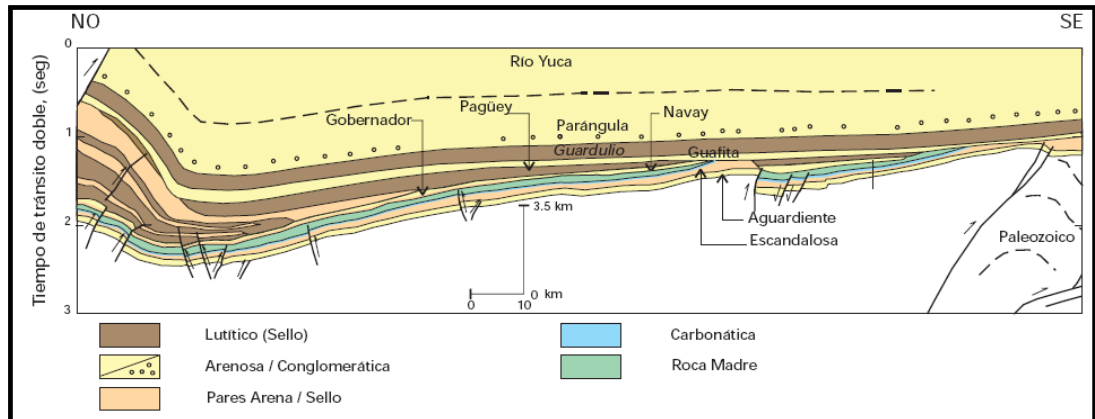 NO
SE
0
1
2
3
Tiempo de tránsito doble, (seg)
Río Yuca
Pagüey
Navay
Gobernador
Parángula
Guardulio
Guafita
3.5 km
Aguardiente
Escandalosa
Paleozoico
0 km
0 10
Lutítico (Sello)
Carbonática
Arenosa / Conglomerática
Roca Madre
Pares Arena / Sello